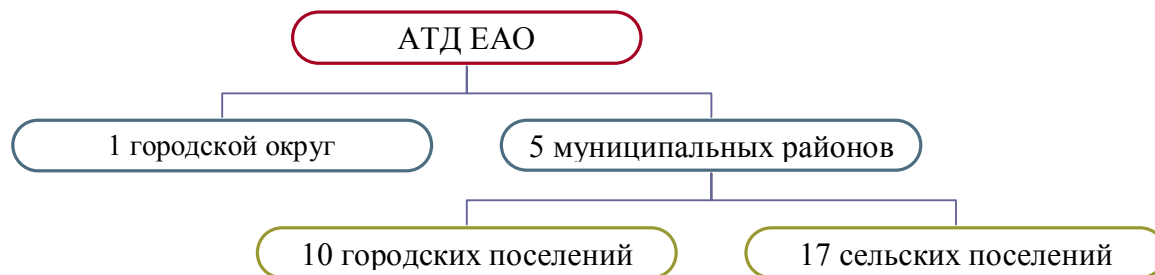 АТД ЕАО
1 городской округ
5 муниципальных районов
10 городских поселений
17 сельских поселений